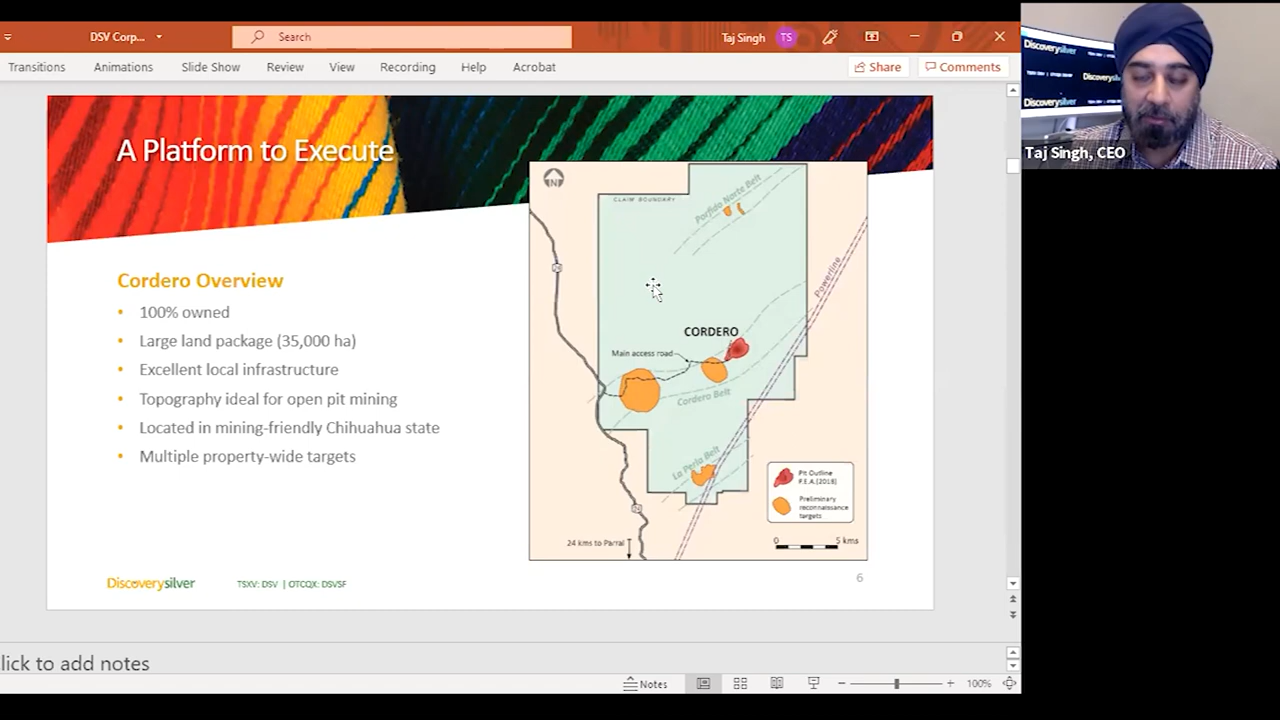 DSV Corp...
Search
Taj Singh
TS
Transitions
Animations
Slide Show
Review
View
Recording
Help
Acrobat
Share
Comments
A Platform to Execute
Cordero Overview
• 100% owned
• Large land package (35,000 ha)
• Excellent local infrastructure
• Topography ideal for open pit mining
• Located in mining-friendly Chihuahua state
• Multiple property-wide targets
N
CLAIM BOUNDARY
Porfido Norte Belt
Powerline
CORDERO
Main access road
Cordero Belt
La Perla Belt
Pit Outline
P.E.A.(2018)
Preliminary
reconnaissance
targets
0 5 kms
24 kms to Parral
Discoverysilver
TSXV: DSV | OTCQX: DSVSF
6
lick to add notes
Notes
100%
Discoverysilver
Discoverysilver
Discoverysilver
Taj Singh, CEO